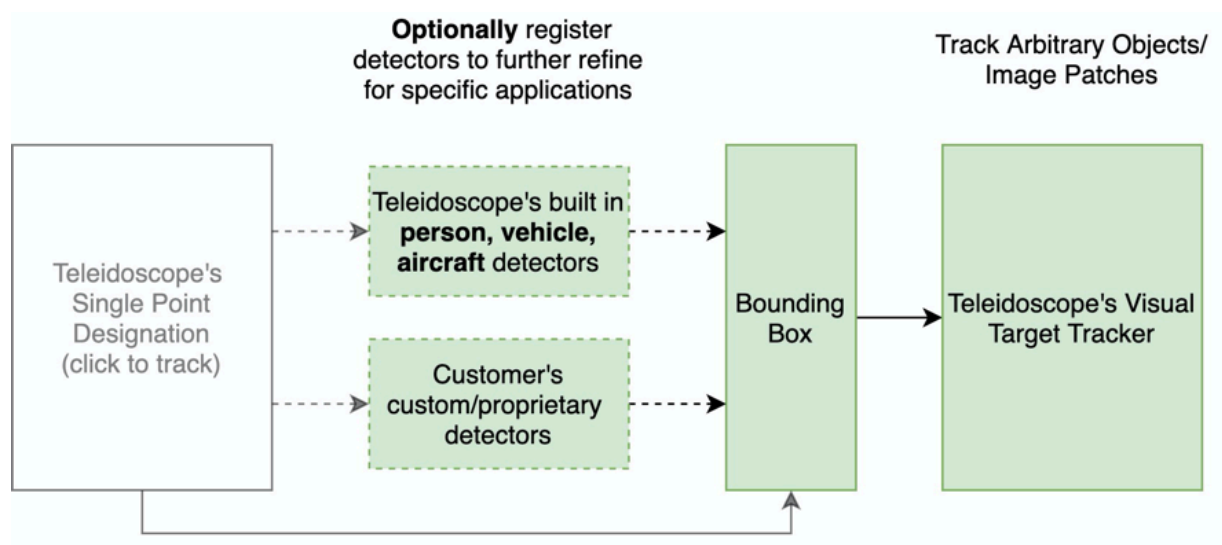 Optionally register
detectors to further refine
for specific applications
Track Arbitrary Objects/
Image Patches
Teleidoscope's
Single Point
Designation
(click to track)
Teleidoscope's built in
person, vehicle,
aircraft detectors
Customer's
custom/proprietary
detectors
Bounding
Box
Teleidoscope's Visual
Target Tracker